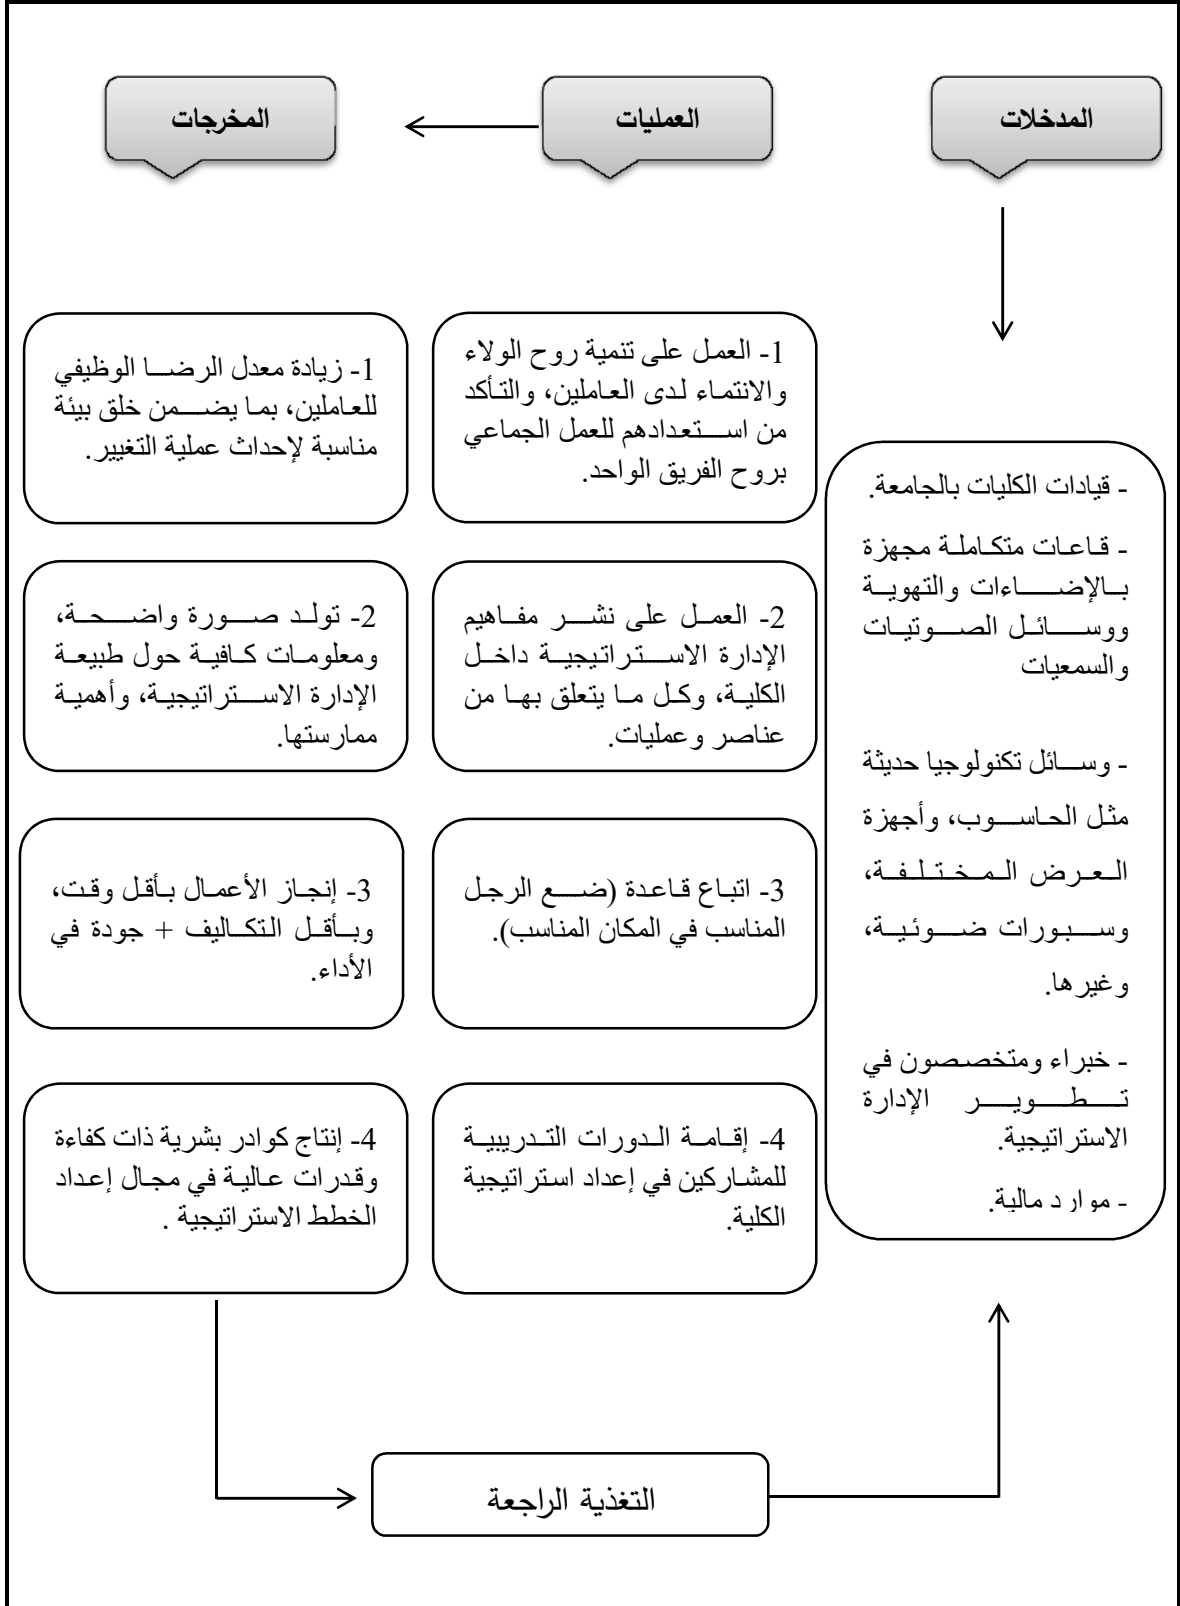 المدخلات
العمليات
المخرجات
- قيادات الكليات بالجامعة.
- قاعات متكاملة مجهزة
بالإضاءات والتهوية
ووسائل الصوتيات
والسمعيات
- وسائل تكنولوجيا حديثة
مثل الحاسوب، وأجهزة
العرض المختلفة،
وسبورات ضوئية،
وغيرها.
- خبراء ومتخصصون في
تطوير الإدارة
الاستراتيجية.
- موارد مالية.
1- العمل على تنمية روح الولاء
والانتماء لدى العاملين، والتأكد
من استعدادهم للعمل الجماعي
بروح الفريق الواحد.
2- العمل على نشر مفاهيم
الإدارة الاستراتيجية داخل
الكلية، وكل ما يتعلق بها من
عناصر وعمليات.
3- اتباع قاعدة (ضع الرجل
المناسب في المكان المناسب).
4- إقامة الدورات التدريبية
للمشاركين في إعداد استراتيجية
الكلية.
1- زيادة معدل الرضا الوظيفي
للعاملين، بما يضمن خلق بيئة
مناسبة لإحداث عملية التغيير.
2- تولد صورة واضحة،
ومعلومات كافية حول طبيعة
الإدارة الاستراتيجية، وأهمية
ممارستها.
3- إنجاز الأعمال بأقل وقت،
وبأقل التكاليف + جودة في
الأداء.
4- إنتاج كوادر بشرية ذات كفاءة
وقدرات عالية في مجال إعداد
الخطط الاستراتيجية .
التغذية الراجعة